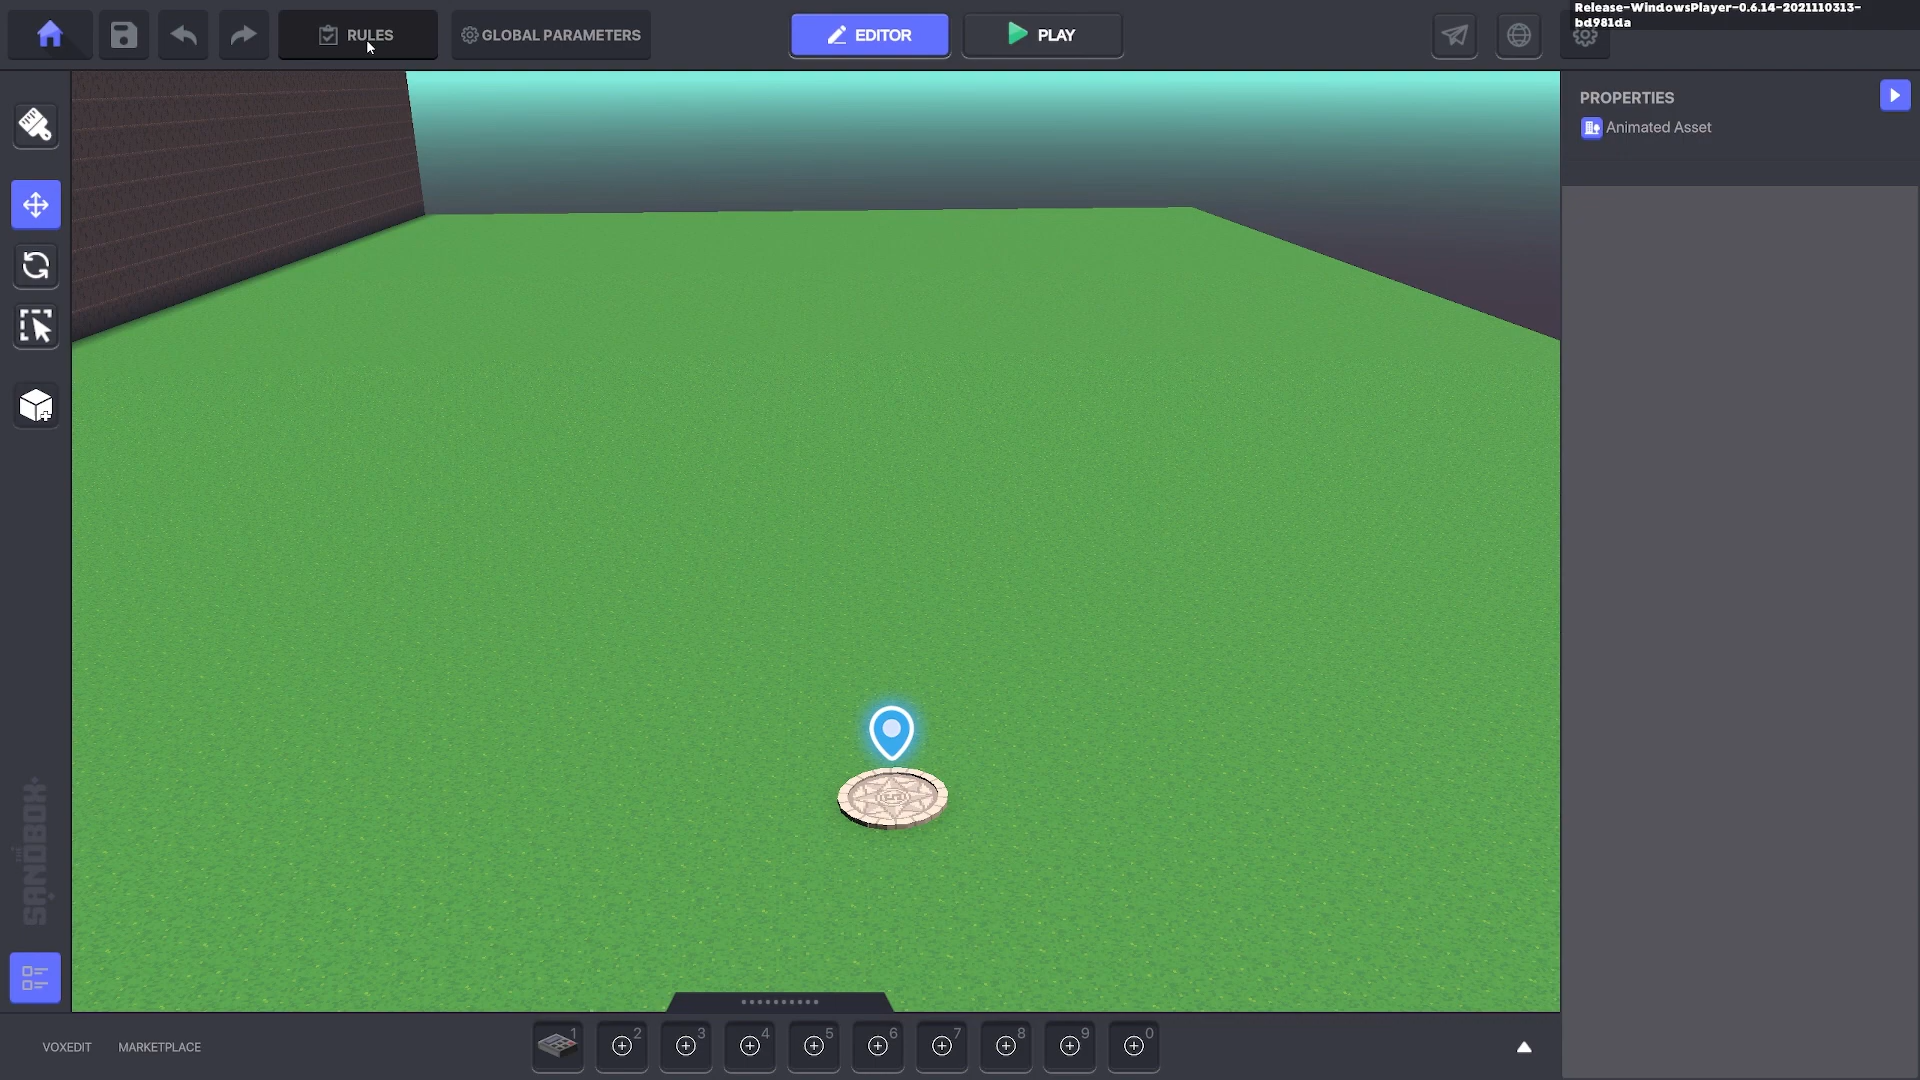 RULES
GLOBAL PARAMETERS
EDITOR
PLAY
Release-WindowsPlayer-0.6.14-2021110313-
bd981da
PROPERTIES
Animated Asset
THE SANDBOX
VOXEDIT
MARKETPLACE
1
2
3
4
5
6
7
8
9
0